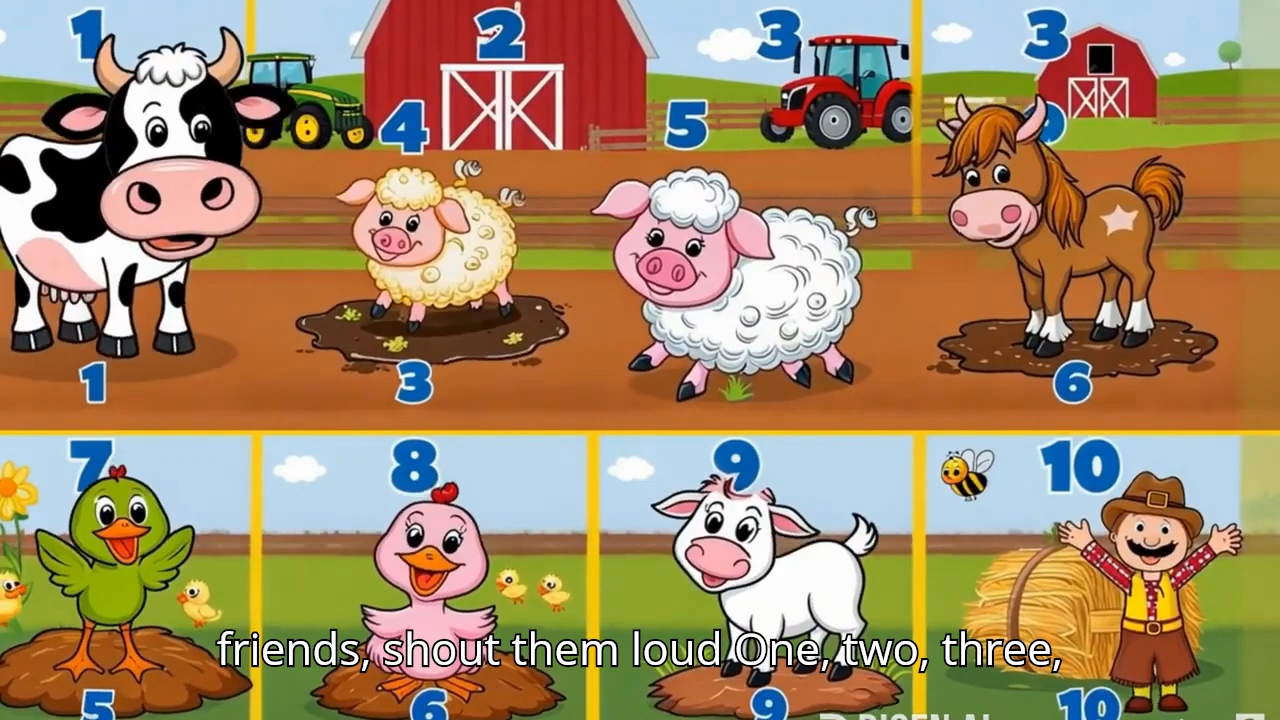 1 2 3 3
4 5
1 3 6
7 8 9 10
friends, shout them loud One, two, three,
5 6 9 10